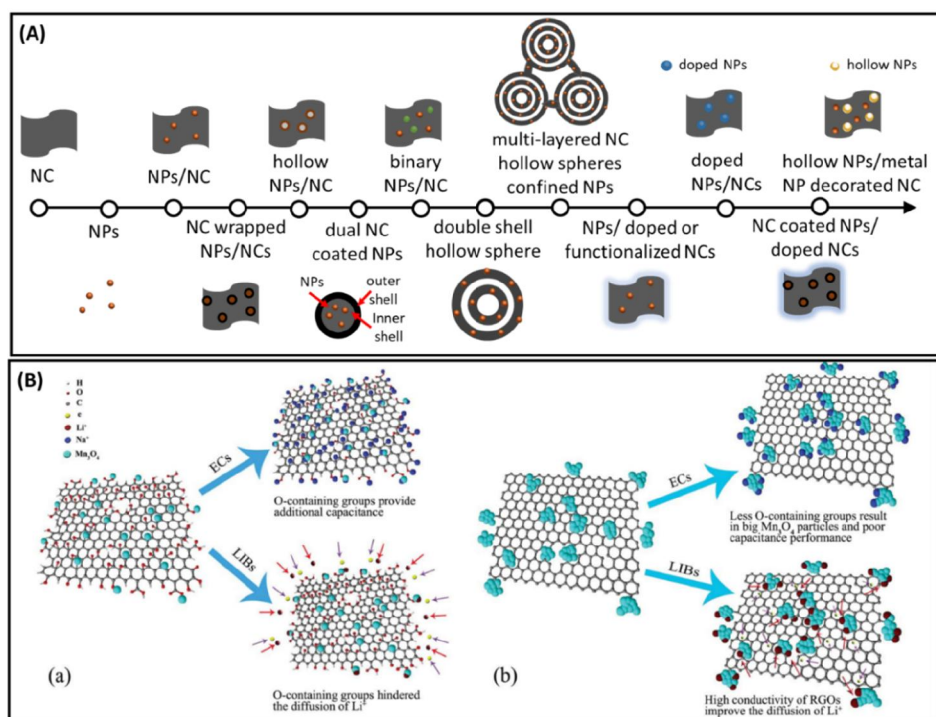 (A)
doped NPs
hollow NPs
NC
NPs/NC
hollow
NPs/NC
binary
NPs/NC
multi-layered NC
hollow spheres
confined NPs
doped
NPs/NCs
hollow NPs/metal
NP decorated NC
NPs
NC wrapped
NPs/NCs
dual NC
coated NPs
double shell
hollow sphere
NPs/ doped or
functionalized NCs
NC coated NPs/
doped NCs
NPs
outer
shell
Inner
shell
(B)
H
O
C
e
Li⁺
Na⁺
Mn₃O₄
ECs
O-containing groups provide
additional capacitance
LIBs
O-containing groups hindered
the diffusion of Li⁺
(a)
ECs
Less O-containing groups result
in big Mn₃O₄ particles and poor
capacitance performance
LIBs
High conductivity of RGOs
improve the diffusion of Li⁺
(b)